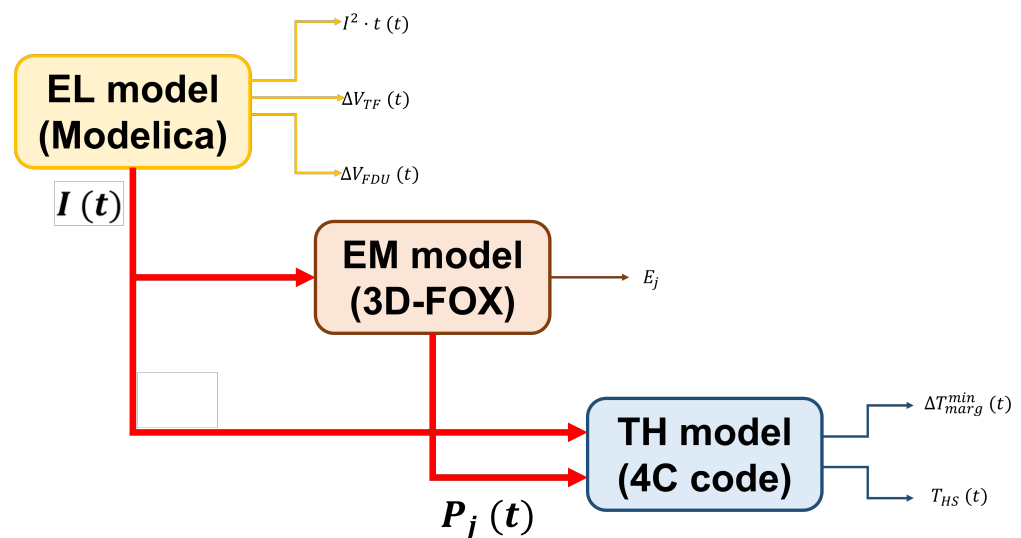 I² · t (t)
EL model
(Modelica)
ΔV_TF (t)
ΔV_FDU (t)
I (t)
EM model
(3D-FOX)
E_j
TH model
(4C code)
ΔT_marg^min (t)
T_HS (t)
P_j (t)